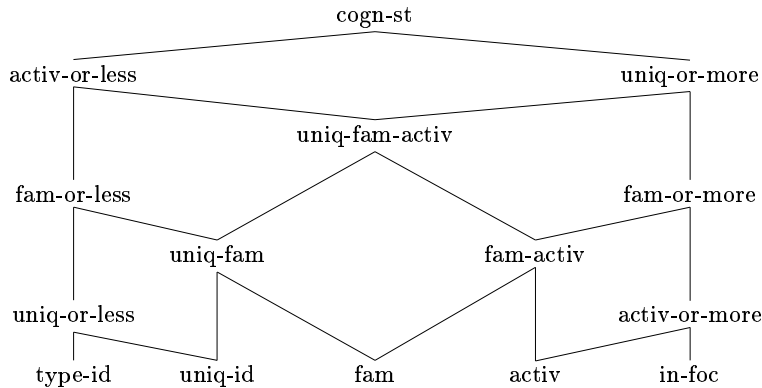 cogn-st
activ-or-less uniq-or-more
uniq-fam-activ
fam-or-less fam-or-more
uniq-fam fam-activ
uniq-or-less activ-or-more
type-id uniq-id fam activ in-foc